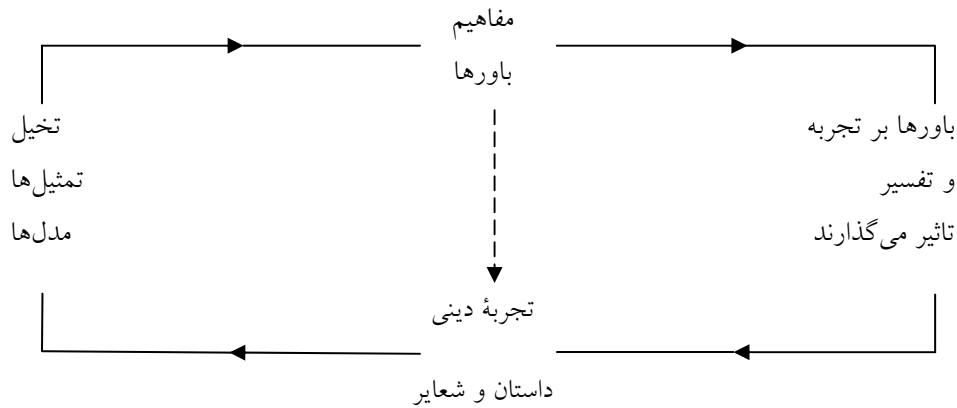 مفاهیم
باورها
باورها بر تجربه
و تفسیر
تاثیر می‌گذارند
تخیل
تمثیل‌ها
مدل‌ها
تجربهٔ دینی
داستان و شعایر